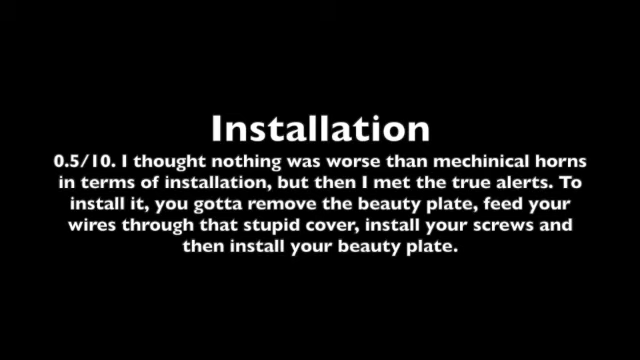 Installation
0.5/10. I thought nothing was worse than mechinical horns
in terms of installation, but then I met the true alerts. To
install it, you gotta remove the beauty plate, feed your
wires through that stupid cover, install your screws and
then install your beauty plate.